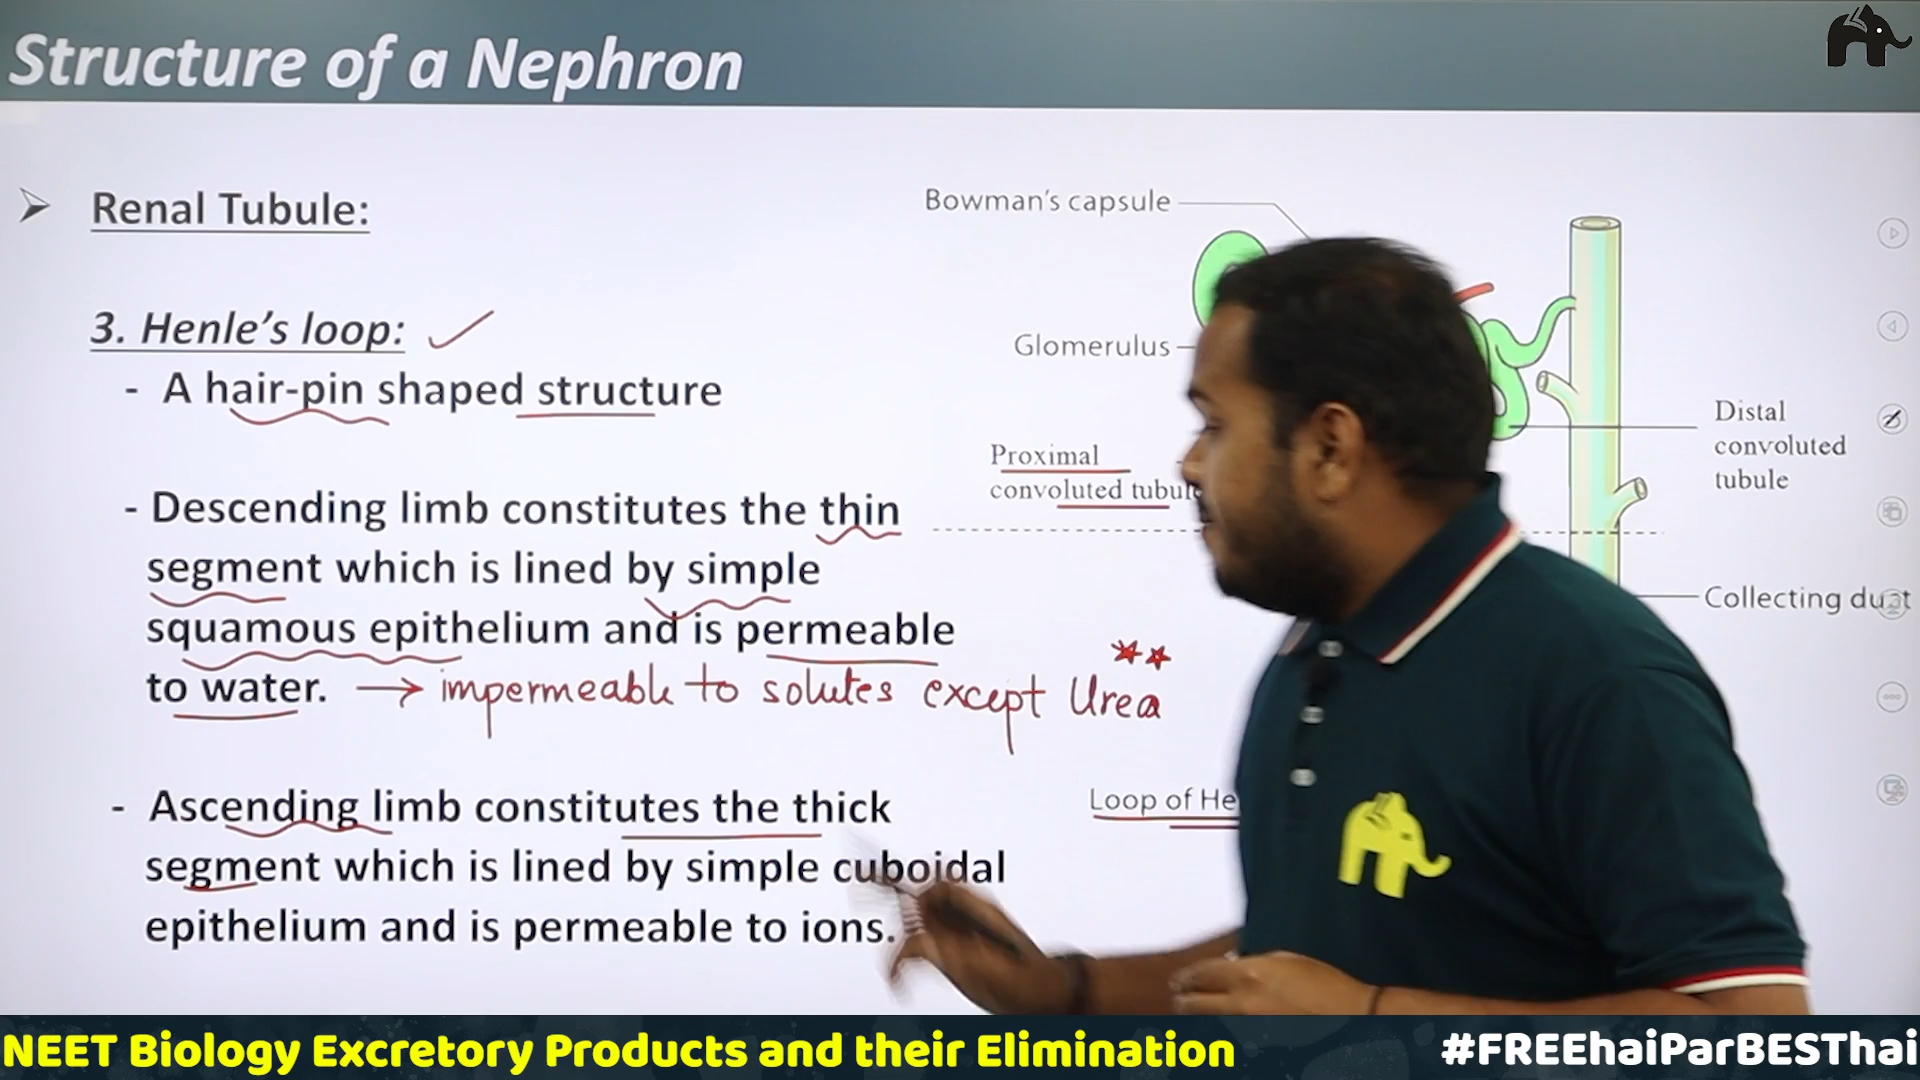 Structure of a Nephron
Renal Tubule:
3. Henle's loop:
- A hair-pin shaped structure
- Descending limb constitutes the thin
segment which is lined by simple
squamous epithelium and is permeable
to water. → impermeable to solutes except Urea
- Ascending limb constitutes the thick
segment which is lined by simple cuboidal
epithelium and is permeable to ions.
Bowman's capsule
Glomerulus
Proximal
convoluted
Distal
convoluted
tubule
Collecting duct
Loop of
NEET Biology Excretory Products and their Elimination
#FREEhaiParBESThai